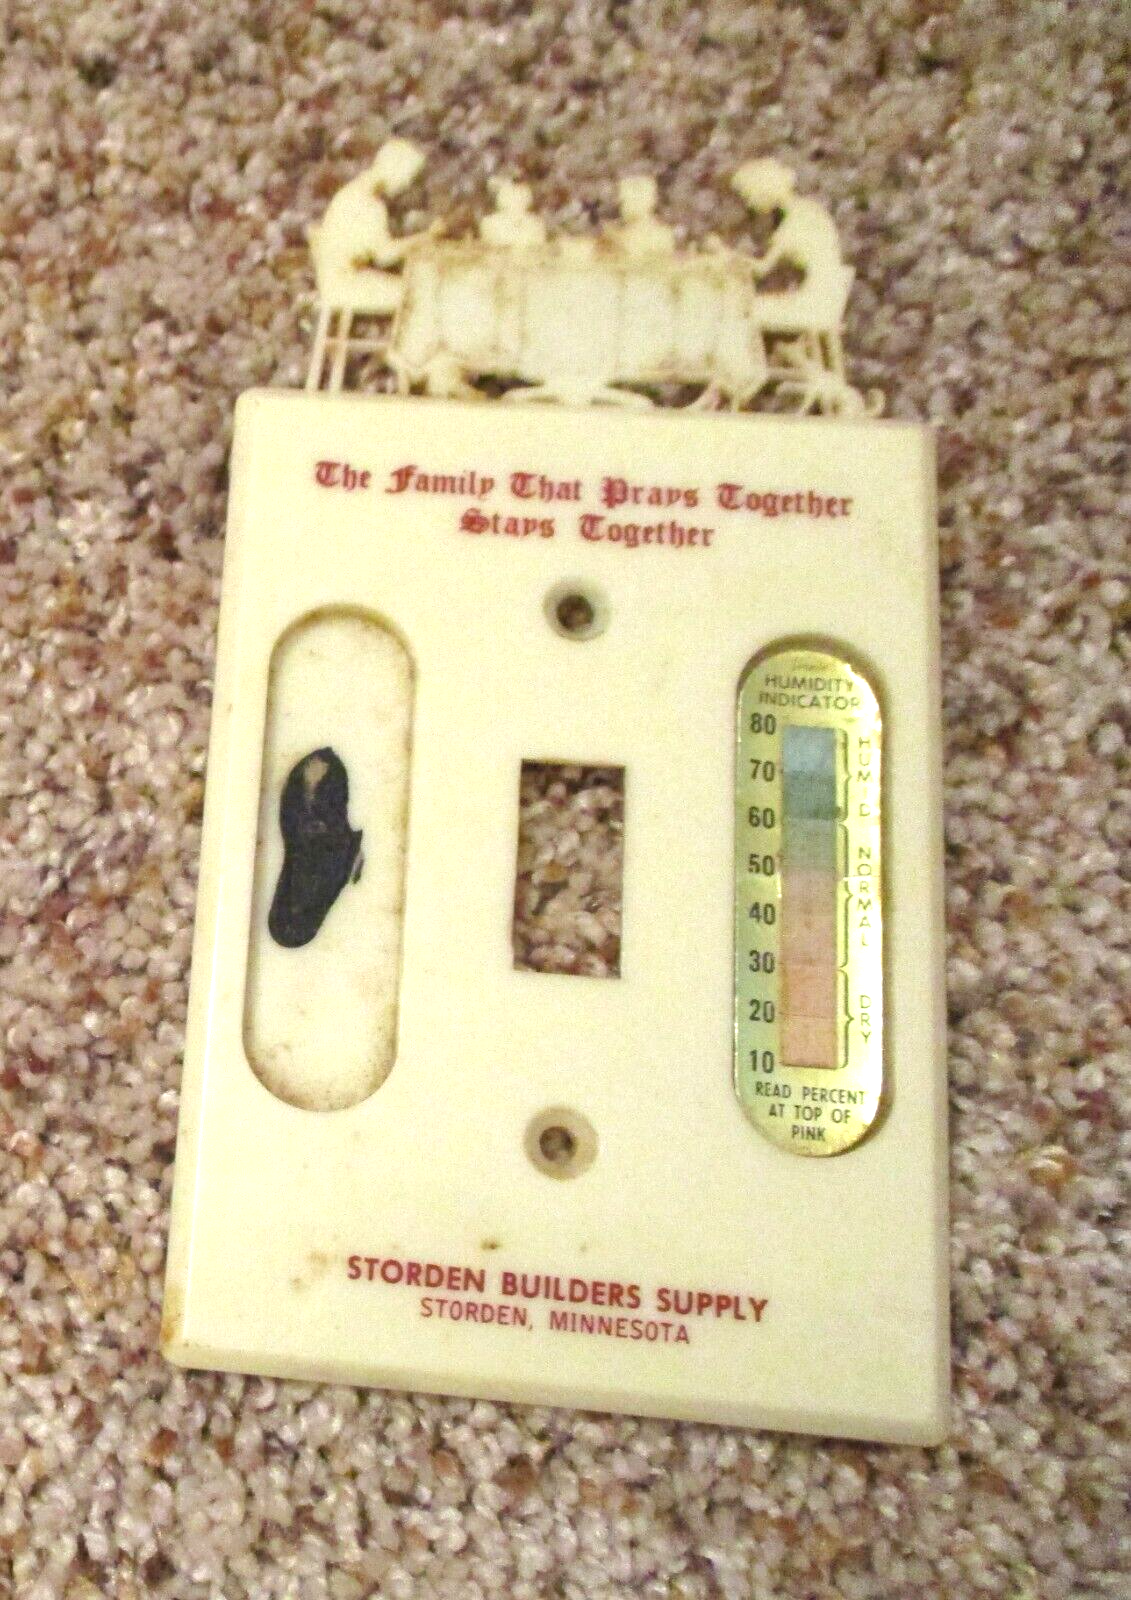 The Family That Prays Together
Stays Together
HUMIDITY
INDICATOR
80
70
60
50
40
30
20
10
HUMID
NORMAL
DRY
READ PERCENT
AT TOP OF
PINK
STORDEN BUILDERS SUPPLY
STORDEN, MINNESOTA